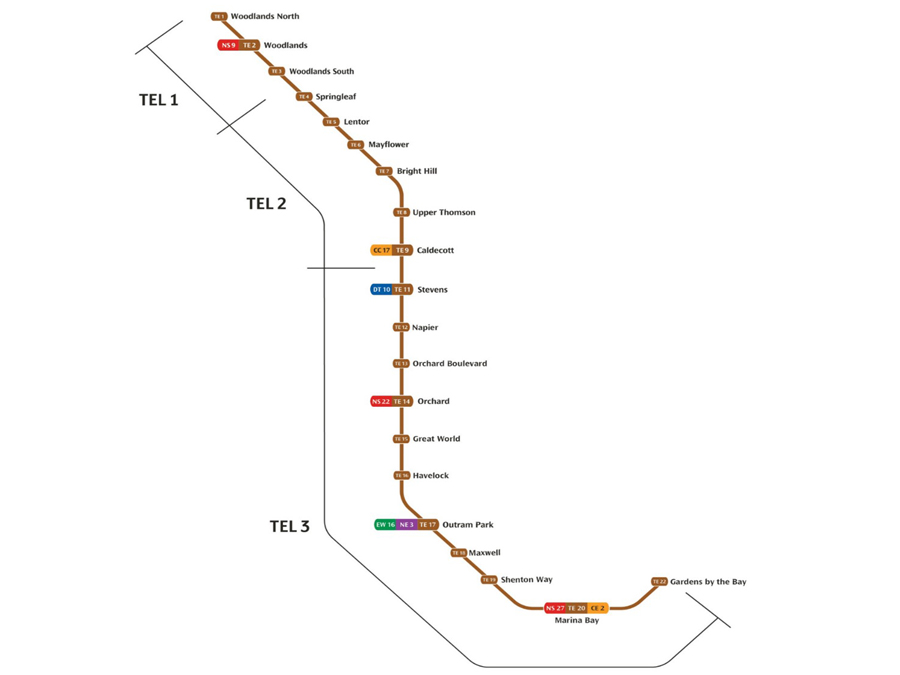 TE 1 Woodlands North
NS 9 TE 2 Woodlands
TE 3 Woodlands South
TEL 1
TE 4 Springleaf
TE 5 Lentor
TE 6 Mayflower
TE 7 Bright Hill
TEL 2
TE 8 Upper Thomson
CC 17 TE 9 Caldecott
DT 10 TE 11 Stevens
TE 12 Napier
TE 13 Orchard Boulevard
NS 22 TE 14 Orchard
TE 15 Great World
TE 16 Havelock
TEL 3
EW 16 NE 3 TE 17 Outram Park
TE 18 Maxwell
TE 19 Shenton Way
TE 22 Gardens by the Bay
NS 27 TE 20 CE 2
Marina Bay